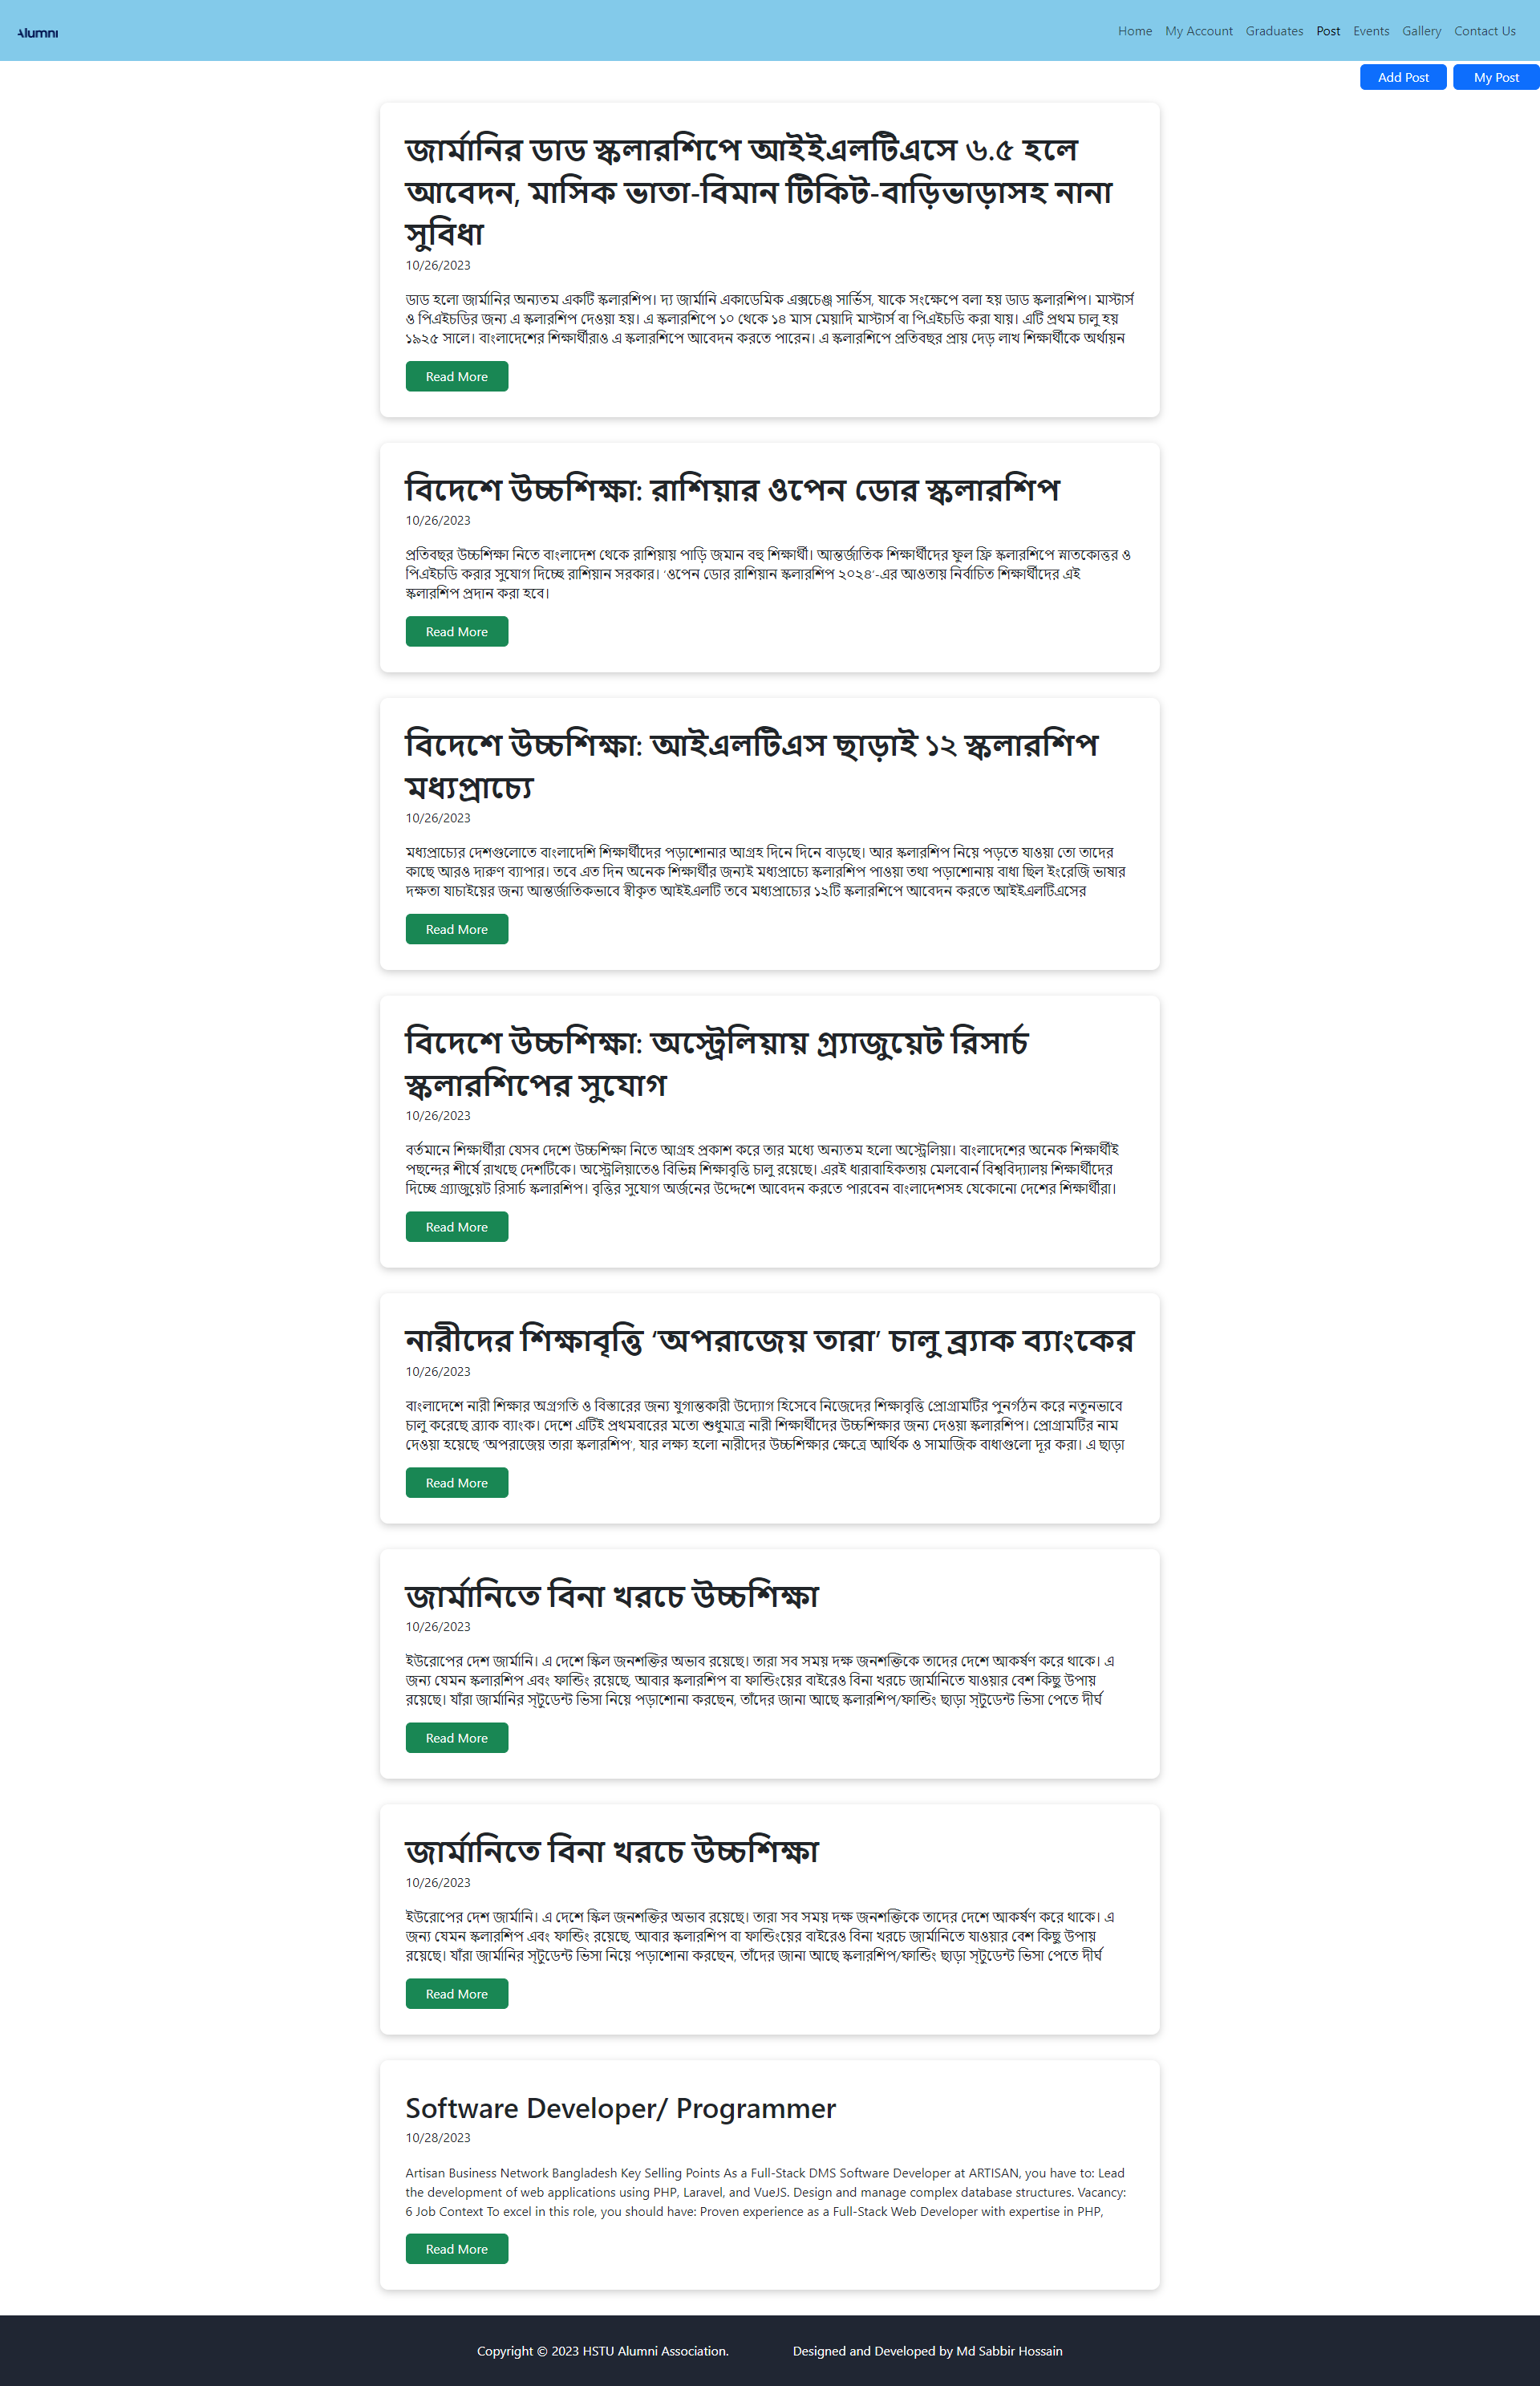 Alumni
Home My Account Graduates Post Events Gallery Contact Us
Add Post My Post
জার্মানির ডাড স্কলারশিপে আইইএলটিএসে ৬.৫ হলে
আবেদন, মাসিক ভাতা-বিমান টিকিট-বাড়িভাড়াসহ নানা
সুবিধা
10/26/2023
ডাড হলো জার্মানির অন্যতম একটি স্কলারশিপ। দ্য জার্মানি একাডেমিক এক্সচেঞ্জ সার্ভিস, যাকে সংক্ষেপে বলা হয় ডাড স্কলারশিপ। মাস্টার্স
ও পিএইচডির জন্য এ স্কলারশিপ দেওয়া হয়। এ স্কলারশিপে ১০ থেকে ১৪ মাস মেয়াদি মাস্টার্স বা পিএইচডি করা যায়। এটি প্রথম চালু হয়
১৯২৫ সালে। বাংলাদেশের শিক্ষার্থীরাও এ স্কলারশিপে আবেদন করতে পারেন। এ স্কলারশিপে প্রতিবছর প্রায় দেড় লাখ শিক্ষার্থীকে অর্থায়ন
Read More
বিদেশে উচ্চশিক্ষা: রাশিয়ার ওপেন ডোর স্কলারশিপ
10/26/2023
প্রতিবছর উচ্চশিক্ষা নিতে বাংলাদেশ থেকে রাশিয়ায় পাড়ি জমান বহু শিক্ষার্থী। আন্তর্জাতিক শিক্ষার্থীদের ফুল ফ্রি স্কলারশিপে স্নাতকোত্তর ও
পিএইচডি করার সুযোগ দিচ্ছে রাশিয়ান সরকার। ‘ওপেন ডোর রাশিয়ান স্কলারশিপ ২০২৪’-এর আওতায় নির্বাচিত শিক্ষার্থীদের এই
স্কলারশিপ প্রদান করা হবে।
Read More
বিদেশে উচ্চশিক্ষা: আইএলটিএস ছাড়াই ১২ স্কলারশিপ
মধ্যপ্রাচ্যে
10/26/2023
মধ্যপ্রাচ্যের দেশগুলোতে বাংলাদেশি শিক্ষার্থীদের পড়াশোনার আগ্রহ দিনে দিনে বাড়ছে। আর স্কলারশিপ নিয়ে পড়তে যাওয়া তো তাদের
কাছে আরও দারুণ ব্যাপার। তবে এত দিন অনেক শিক্ষার্থীর জন্যই মধ্যপ্রাচ্যে স্কলারশিপ পাওয়া তথা পড়াশোনায় বাধা ছিল ইংরেজি ভাষার
দক্ষতা যাচাইয়ের জন্য আন্তর্জাতিকভাবে স্বীকৃত আইইএলটি তবে মধ্যপ্রাচ্যের ১২টি স্কলারশিপে আবেদন করতে আইইএলটিএসের
Read More
বিদেশে উচ্চশিক্ষা: অস্ট্রেলিয়ায় গ্র্যাজুয়েট রিসার্চ
স্কলারশিপের সুযোগ
10/26/2023
বর্তমানে শিক্ষার্থীরা যেসব দেশে উচ্চশিক্ষা নিতে আগ্রহ প্রকাশ করে তার মধ্যে অন্যতম হলো অস্ট্রেলিয়া। বাংলাদেশের অনেক শিক্ষার্থীই
পছন্দের শীর্ষে রাখছে দেশটিকে। অস্ট্রেলিয়াতেও বিভিন্ন শিক্ষাবৃত্তি চালু রয়েছে। এরই ধারাবাহিকতায় মেলবোর্ন বিশ্ববিদ্যালয় শিক্ষার্থীদের
দিচ্ছে গ্র্যাজুয়েট রিসার্চ স্কলারশিপ। বৃত্তির সুযোগ অর্জনের উদ্দেশে আবেদন করতে পারবেন বাংলাদেশসহ যেকোনো দেশের শিক্ষার্থীরা।
Read More
নারীদের শিক্ষাবৃত্তি ‘অপরাজেয় তারা’ চালু ব্র্যাক ব্যাংকের
10/26/2023
বাংলাদেশে নারী শিক্ষার অগ্রগতি ও বিস্তারের জন্য যুগান্তকারী উদ্যোগ হিসেবে নিজেদের শিক্ষাবৃত্তি প্রোগ্রামটির পুনর্গঠন করে নতুনভাবে
চালু করেছে ব্র্যাক ব্যাংক। দেশে এটিই প্রথমবারের মতো শুধুমাত্র নারী শিক্ষার্থীদের উচ্চশিক্ষার জন্য দেওয়া স্কলারশিপ। প্রোগ্রামটির নাম
দেওয়া হয়েছে ‘অপরাজেয় তারা স্কলারশিপ’, যার লক্ষ্য হলো নারীদের উচ্চশিক্ষার ক্ষেত্রে আর্থিক ও সামাজিক বাধাগুলো দূর করা। এ ছাড়া
Read More
জার্মানিতে বিনা খরচে উচ্চশিক্ষা
10/26/2023
ইউরোপের দেশ জার্মানি। এ দেশে স্কিল জনশক্তির অভাব রয়েছে। তারা সব সময় দক্ষ জনশক্তিকে তাদের দেশে আকর্ষণ করে থাকে। এ
জন্য যেমন স্কলারশিপ এবং ফান্ডিং রয়েছে, আবার স্কলারশিপ বা ফান্ডিংয়ের বাইরেও বিনা খরচে জার্মানিতে যাওয়ার বেশ কিছু উপায়
রয়েছে। যাঁরা জার্মানির স্টুডেন্ট ভিসা নিয়ে পড়াশোনা করছেন, তাঁদের জানা আছে স্কলারশিপ/ফান্ডিং ছাড়া স্টুডেন্ট ভিসা পেতে দীর্ঘ
Read More
জার্মানিতে বিনা খরচে উচ্চশিক্ষা
10/26/2023
ইউরোপের দেশ জার্মানি। এ দেশে স্কিল জনশক্তির অভাব রয়েছে। তারা সব সময় দক্ষ জনশক্তিকে তাদের দেশে আকর্ষণ করে থাকে। এ
জন্য যেমন স্কলারশিপ এবং ফান্ডিং রয়েছে, আবার স্কলারশিপ বা ফান্ডিংয়ের বাইরেও বিনা খরচে জার্মানিতে যাওয়ার বেশ কিছু উপায়
রয়েছে। যাঁরা জার্মানির স্টুডেন্ট ভিসা নিয়ে পড়াশোনা করছেন, তাঁদের জানা আছে স্কলারশিপ/ফান্ডিং ছাড়া স্টুডেন্ট ভিসা পেতে দীর্ঘ
Read More
Software Developer/ Programmer
10/28/2023
Artisan Business Network Bangladesh Key Selling Points As a Full-Stack DMS Software Developer at ARTISAN, you have to: Lead
the development of web applications using PHP, Laravel, and VueJS. Design and manage complex database structures. Vacancy:
6 Job Context To excel in this role, you should have: Proven experience as a Full-Stack Web Developer with expertise in PHP,
Read More
Copyright © 2023 HSTU Alumni Association. Designed and Developed by Md Sabbir Hossain